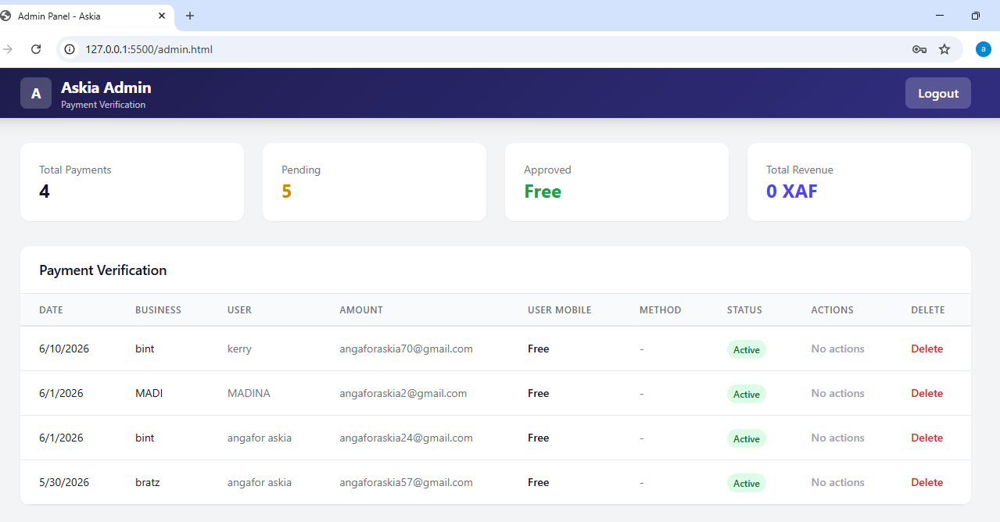 Admin Panel - Askia
127.0.0.1:5500/admin.html
a
A
Askia Admin
Payment Verification
Logout
Total Payments
4
Pending
5
Approved
Free
Total Revenue
0 XAF
Payment Verification
DATE BUSINESS USER AMOUNT USER MOBILE METHOD STATUS ACTIONS DELETE
6/10/2026 bint kerry angaforaskia70@gmail.com Free - Active No actions Delete
6/1/2026 MADI MADINA angaforaskia2@gmail.com Free - Active No actions Delete
6/1/2026 bint angafor askia angaforaskia24@gmail.com Free - Active No actions Delete
5/30/2026 bratz angafor askia angaforaskia57@gmail.com Free - Active No actions Delete